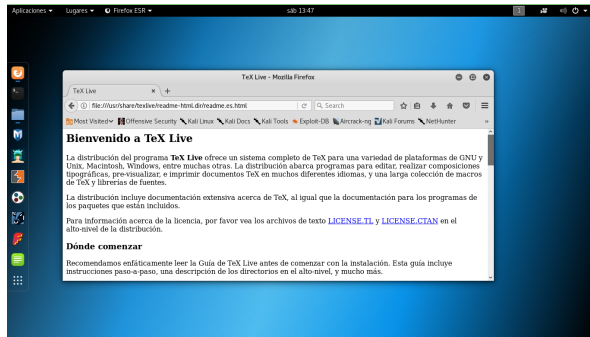 Aplicaciones ▾ Lugares ▾ Firefox ESR ▾ sáb 13:47 1
TeX Live - Mozilla Firefox
TeX Live × +
file:///usr/share/texlive/readme-html.dir/readme.es.html Search
Most Visited Offensive Security Kali Linux Kali Docs Kali Tools Exploit-DB Aircrack-ng Kali Forums NetHunter »
Bienvenido a TeX Live
La distribución del programa TeX Live ofrece un sistema completo de TeX para una variedad de plataformas de GNU y
Unix, Macintosh, Windows, entre muchas otras. La distribución abarca programas para editar, realizar composiciones
tipográficas, pre-visualizar, e imprimir documentos TeX en muchos diferentes idiomas, y una larga colección de macros
de TeX y librerias de fuentes.
La distribución incluye documentación extensiva acerca de TeX, al igual que la documentación para los programas de
los paquetes que están incluidos.
Para información acerca de la licencia, por favor vea los archivos de texto LICENSE.TL y LICENSE.CTAN en el
alto-nivel de la distribución.
Dónde comenzar
Recomendamos enfáticamente leer la Guía de TeX Live antes de comenzar con la instalación. Esta guía incluye
instrucciones paso-a-paso, una descripción de los directorios en el alto-nivel, y mucho más.